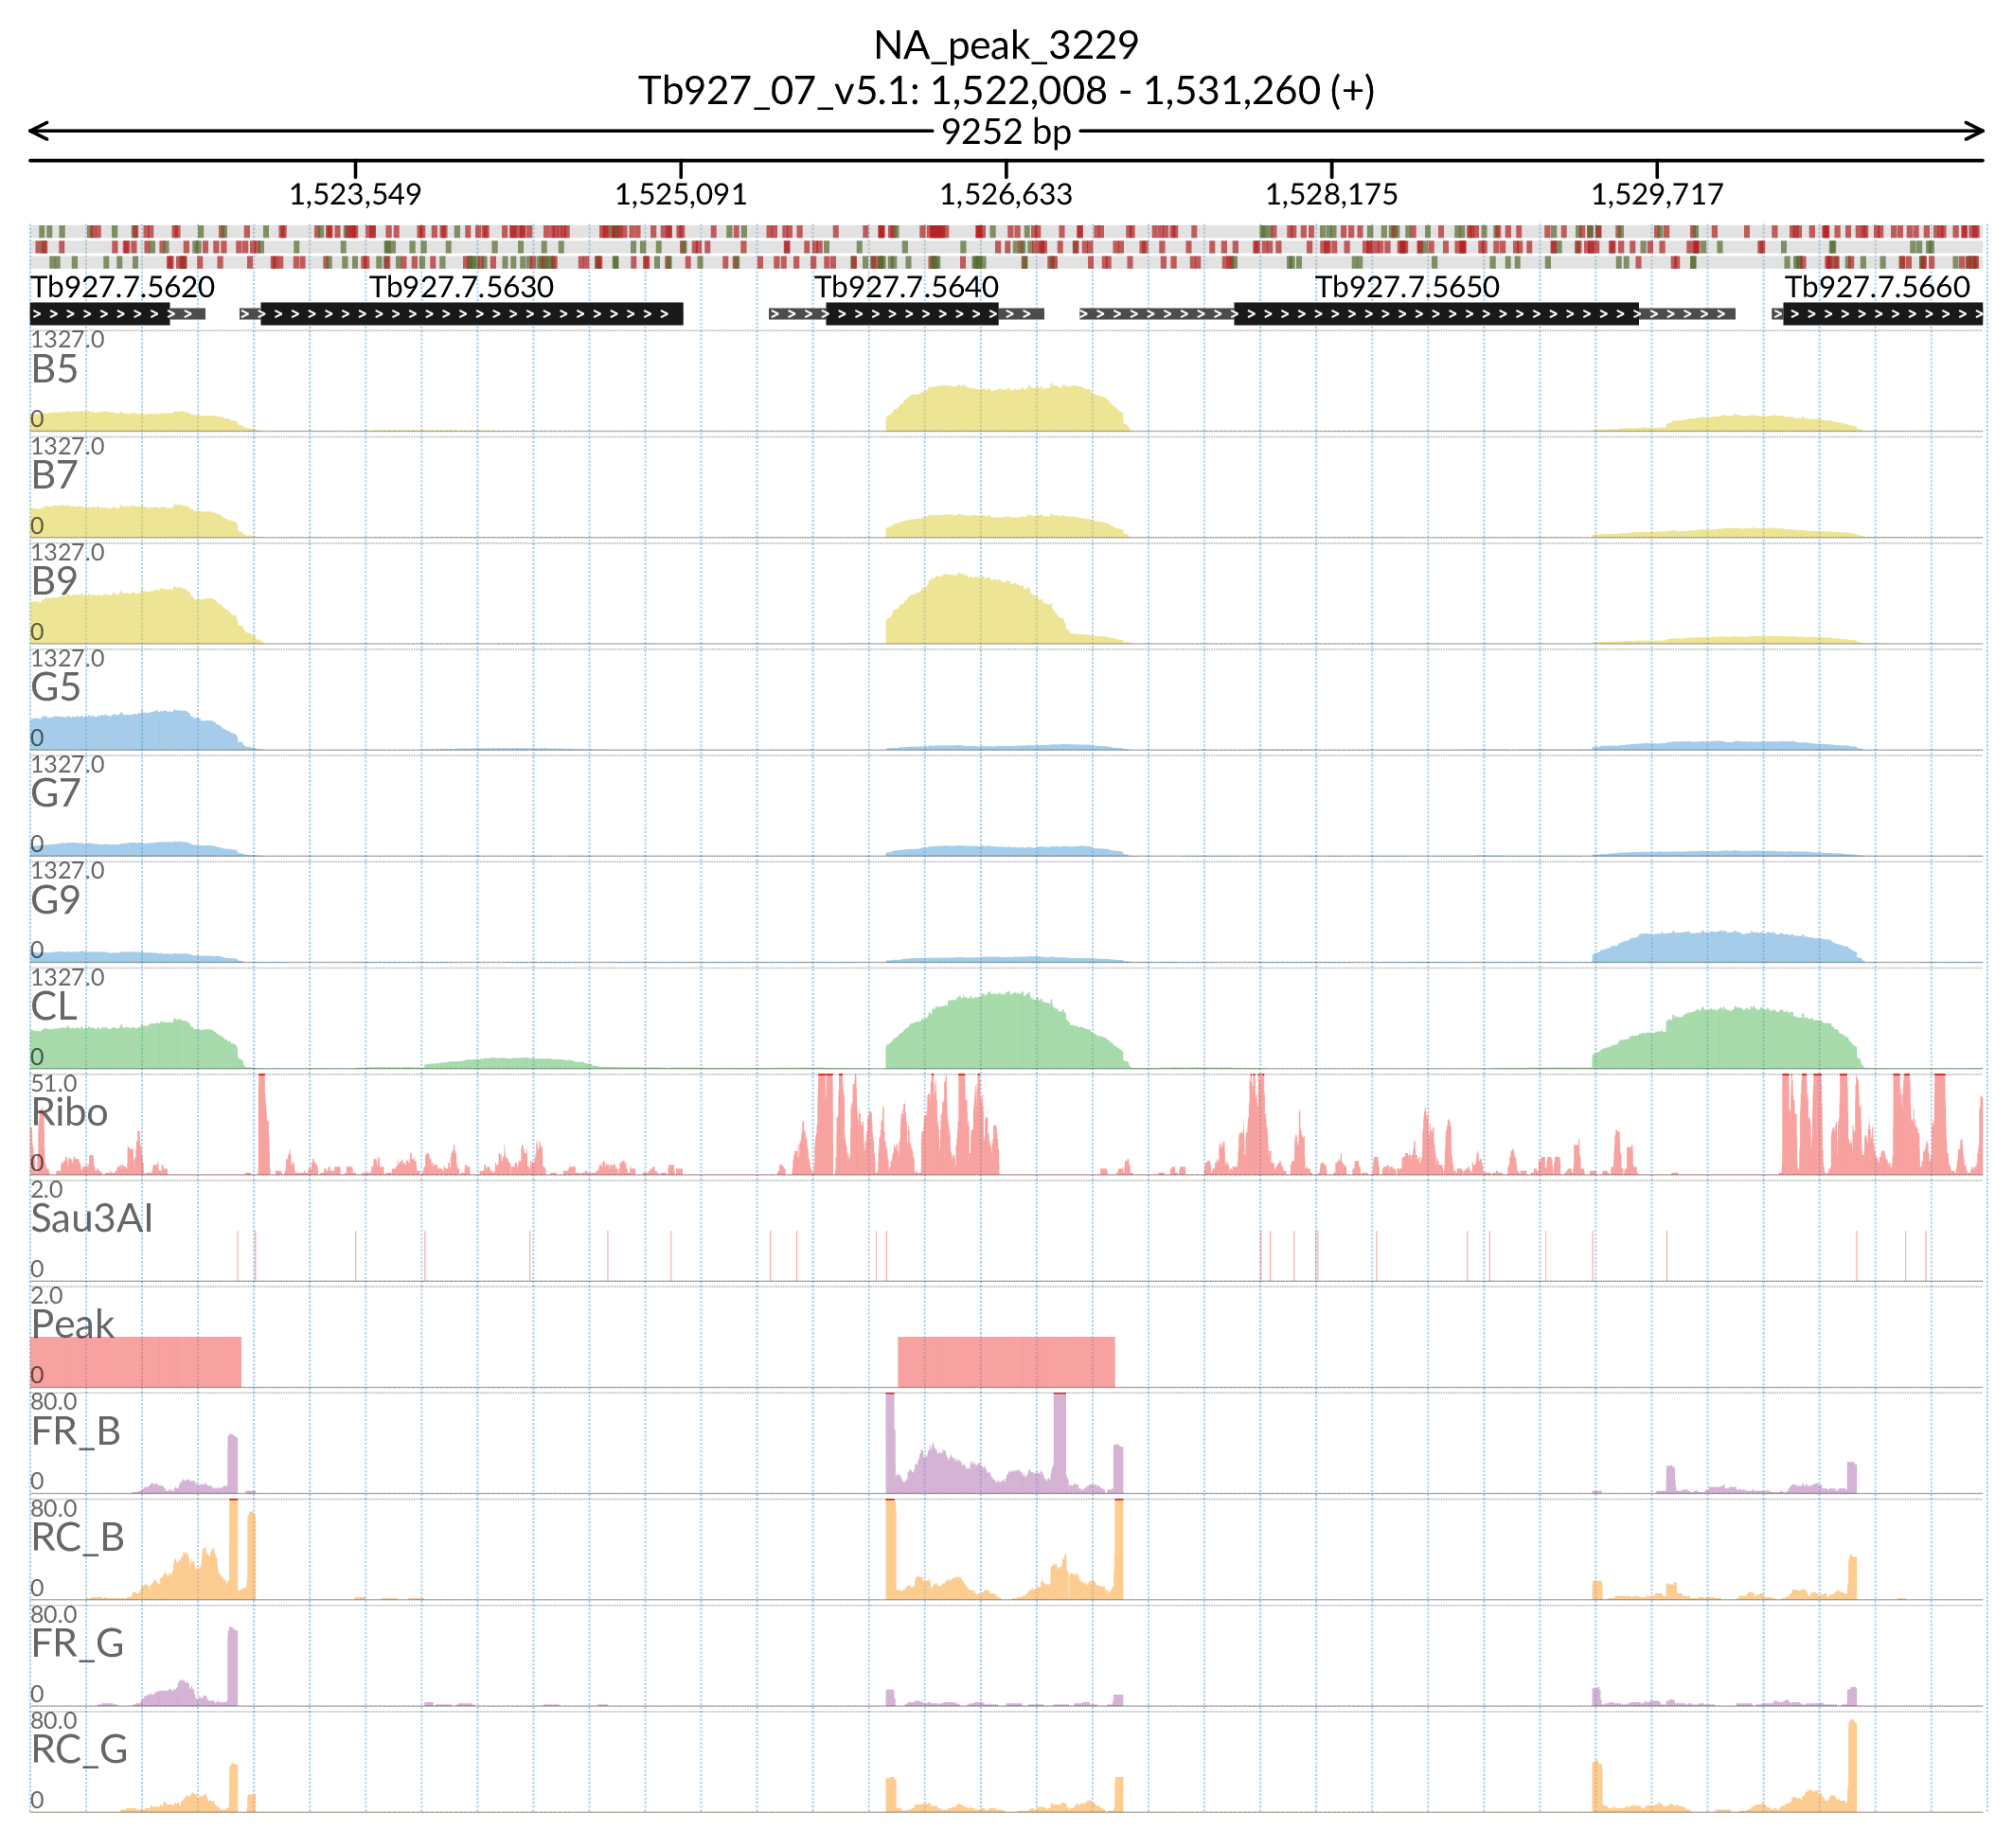 NA_peak_3229
Tb927_07_v5.1: 1,522,008 - 1,531,260 (+)
9252 bp
1,523,549 1,525,091 1,526,633 1,528,175 1,529,717
Tb927.7.5620 Tb927.7.5630 Tb927.7.5640 Tb927.7.5650 Tb927.7.5660
1327.0
B5
0
1327.0
B7
0
1327.0
B9
0
1327.0
G5
0
1327.0
G7
0
1327.0
G9
0
1327.0
CL
0
51.0
Ribo
0
2.0
Sau3AI
0
2.0
Peak
0
80.0
FR_B
0
80.0
RC_B
0
80.0
FR_G
0
80.0
RC_G
0